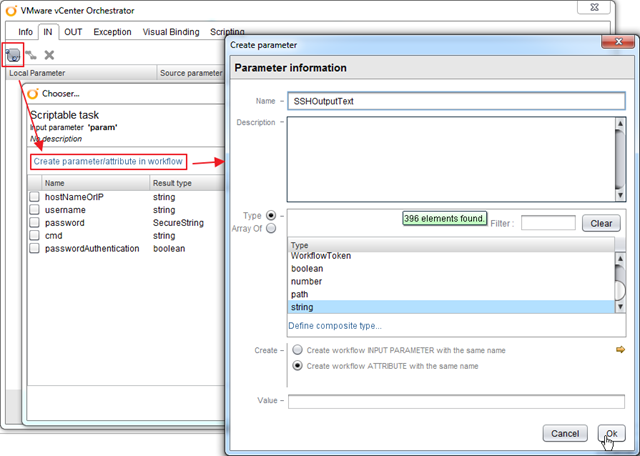 VMware vCenter Orchestrator
Info IN OUT Exception Visual Binding Scripting
Local Parameter Source parameter
Chooser...
Scriptable task
Input parameter 'param'
No description
Create parameter/attribute in workflow
Name Result type
hostNameOrIP string
username string
password SecureString
cmd string
passwordAuthentication boolean
Create parameter
Parameter information
Name SSHOutputText
Description
Type
Array Of
396 elements found.
Filter : Clear
Type
WorkflowToken
boolean
number
path
string
Define composite type...
Create
Create workflow INPUT PARAMETER with the same name
Create workflow ATTRIBUTE with the same name
Value
Cancel Ok